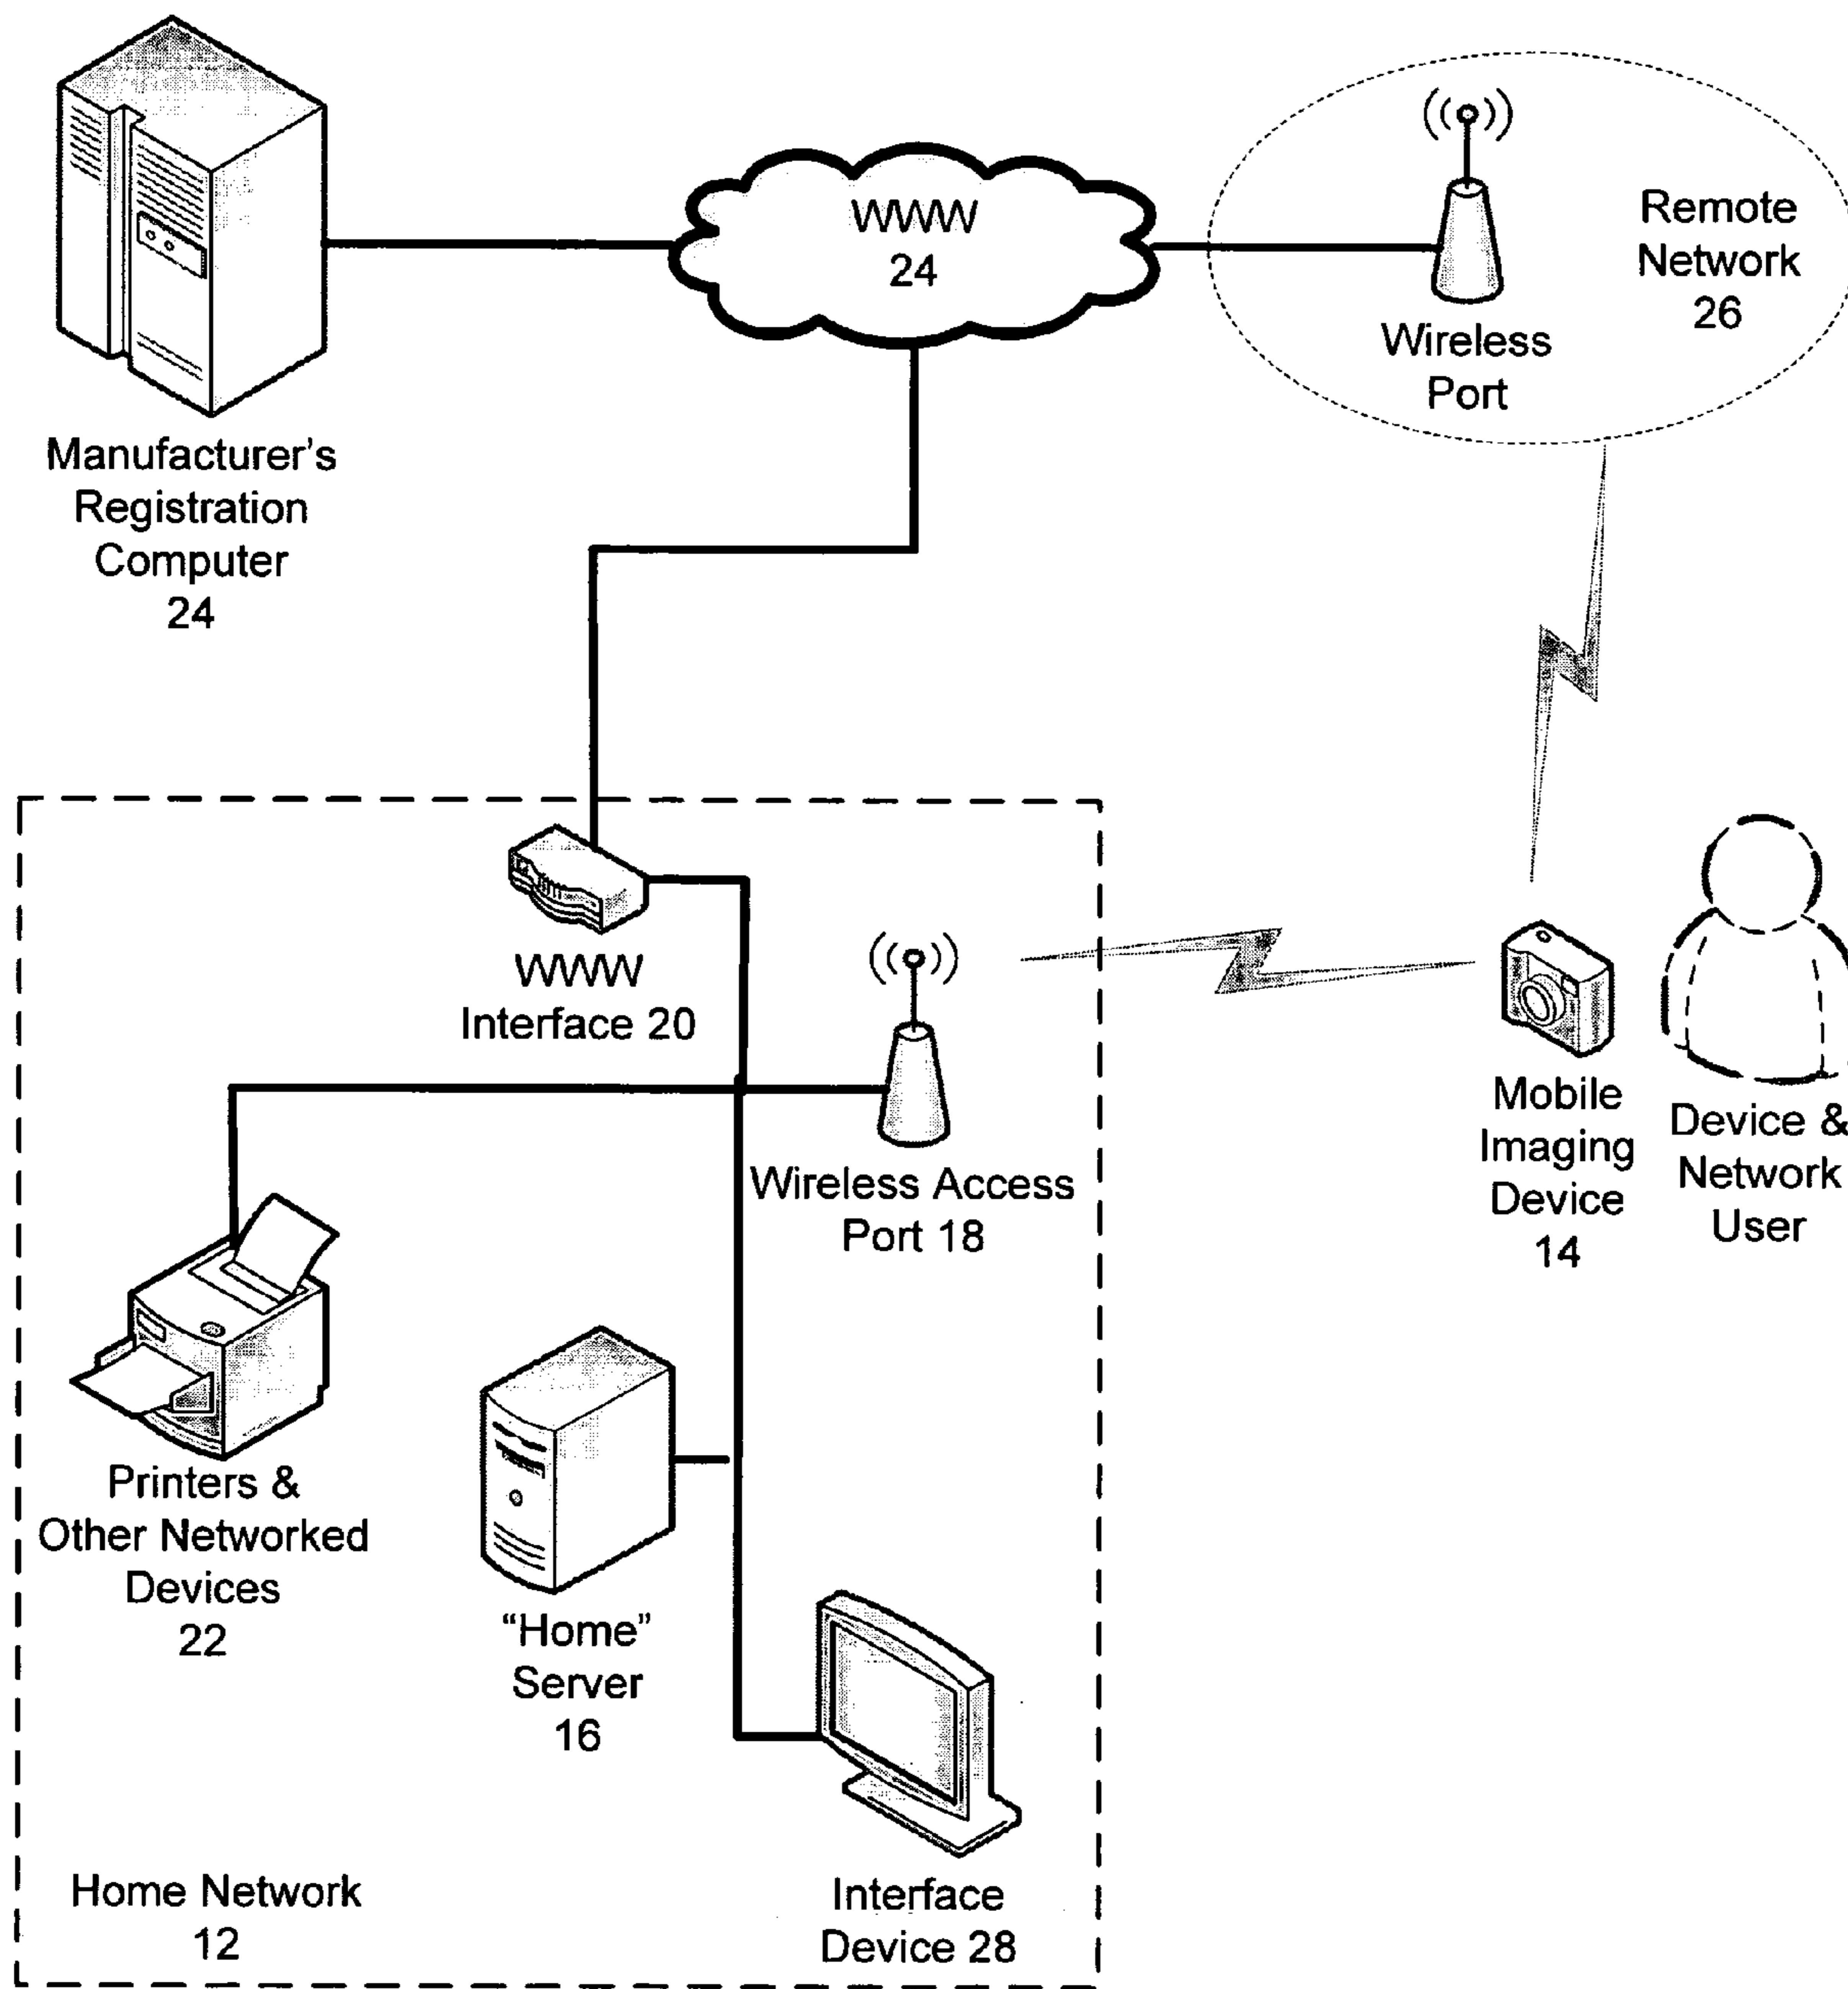 WWW
24
Remote
Network
26
Wireless
Port
Manufacturer's
Registration
Computer
24
WWW
Interface 20
Wireless Access
Port 18
Mobile
Imaging
Device
14
Device &
Network
User
Printers &
Other Networked
Devices
22
“Home”
Server
16
Interface
Device 28
Home Network
12